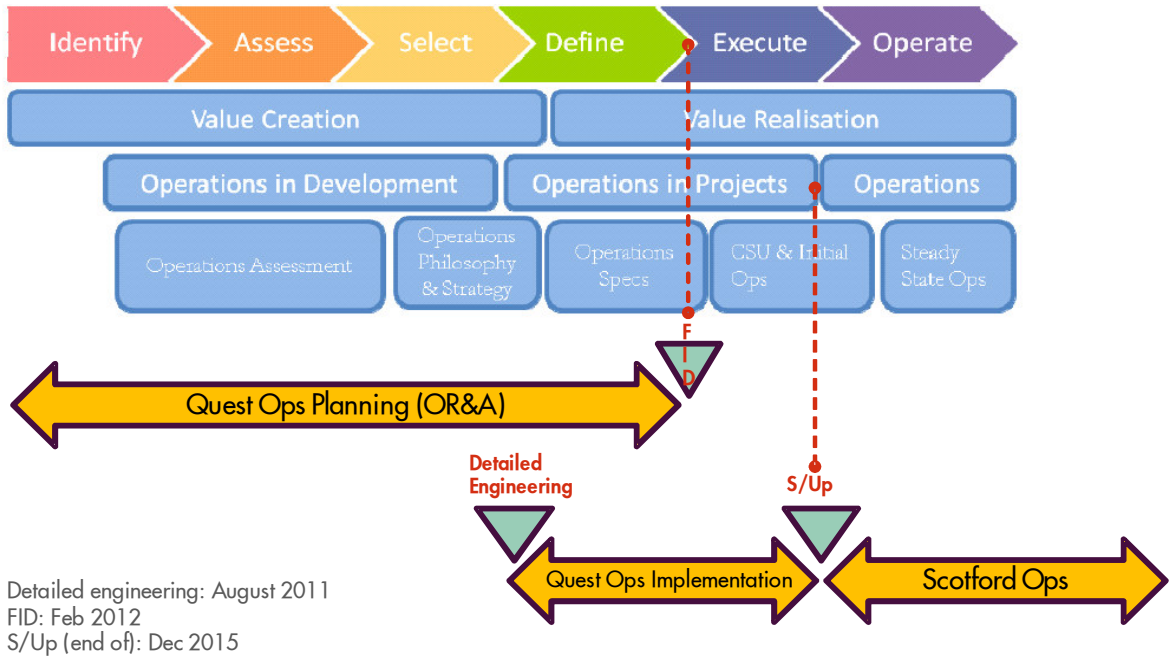 Identify
Assess
Select
Define
Execute
Operate
Value Creation
Value Realisation
Operations in Development
Operations in Projects
Operations
Operations Assessment
Operations
Philosophy
& Strategy
Operations
Specs
CSU & Initial
Ops
Steady
State Ops
FID
Quest Ops Planning (OR&A)
Detailed
Engineering
S/Up
Quest Ops Implementation
Scotford Ops
Detailed engineering: August 2011
FID: Feb 2012
S/Up (end of): Dec 2015